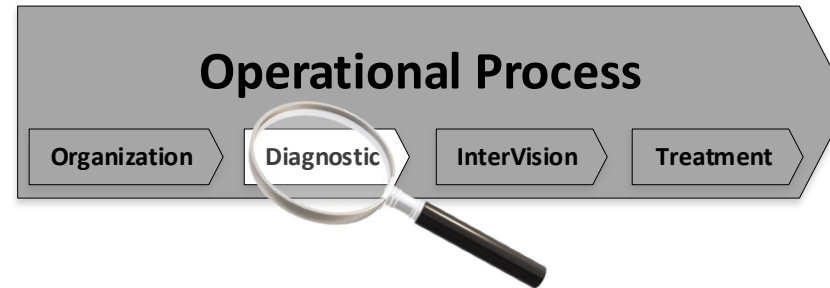 Operational Process
Organization Diagnostic InterVision Treatment